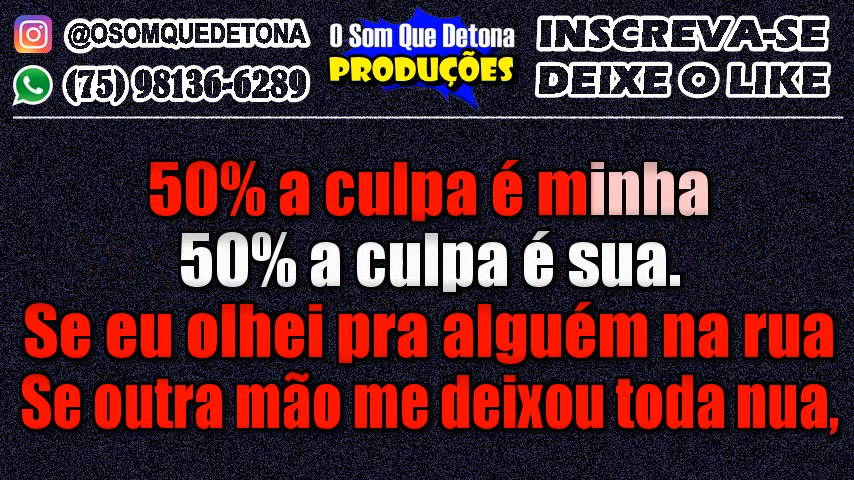 @OSOMQUEDETONA
(75) 98136-6289
O Som Que Detona
PRODUÇÕES
INSCREVA-SE
DEIXE O LIKE
50% a culpa é minha
50% a culpa é sua.
Se eu olhei pra alguém na rua
Se outra mão me deixou toda nua,